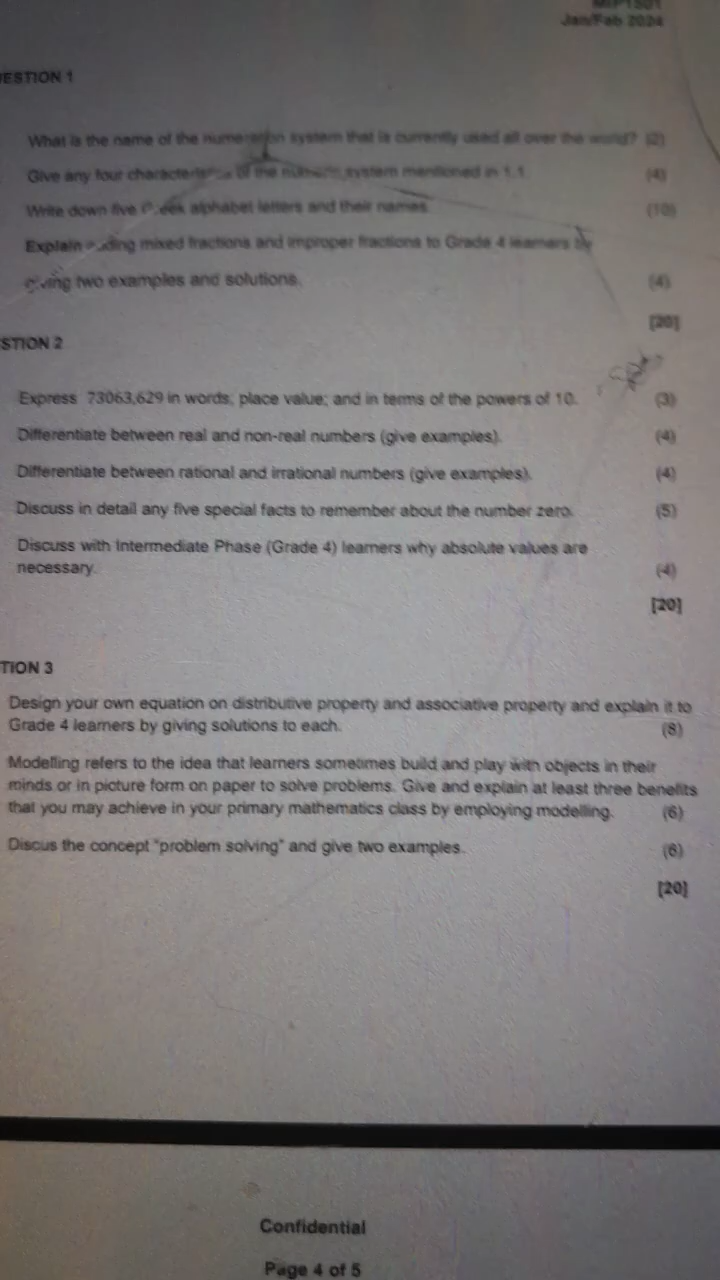 MIP1501
Jan/Feb 2024
ESTION 1
What is the name of the numeration system that is currently used all over the world? (2)
Give any four characteristics of the numeric system mentioned in 1.1. (4)
Write down five Greek alphabet letters and their names. (10)
Explain adding mixed fractions and improper fractions to Grade 4 learners by
giving two examples and solutions. (4)
[20]
STION 2
Express 73063,629 in words; place value; and in terms of the powers of 10. (3)
Differentiate between real and non-real numbers (give examples). (4)
Differentiate between rational and irrational numbers (give examples). (4)
Discuss in detail any five special facts to remember about the number zero. (5)
Discuss with Intermediate Phase (Grade 4) learners why absolute values are
necessary. (4)
[20]
TION 3
Design your own equation on distributive property and associative property and explain it to
Grade 4 learners by giving solutions to each. (8)
Modelling refers to the idea that learners sometimes build and play with objects in their
minds or in picture form on paper to solve problems. Give and explain at least three benefits
that you may achieve in your primary mathematics class by employing modelling. (6)
Discus the concept "problem solving" and give two examples. (6)
[20]
Confidential
Page 4 of 5